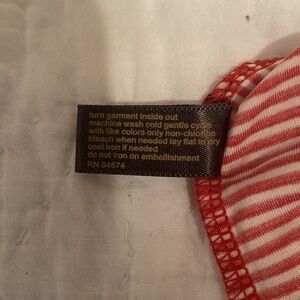 turn garment inside out
machine wash cold gentle cycle
with like colors only non-chlorine
bleach when needed lay flat to dry
cool iron if needed
do not iron on embellishment
RN 54574